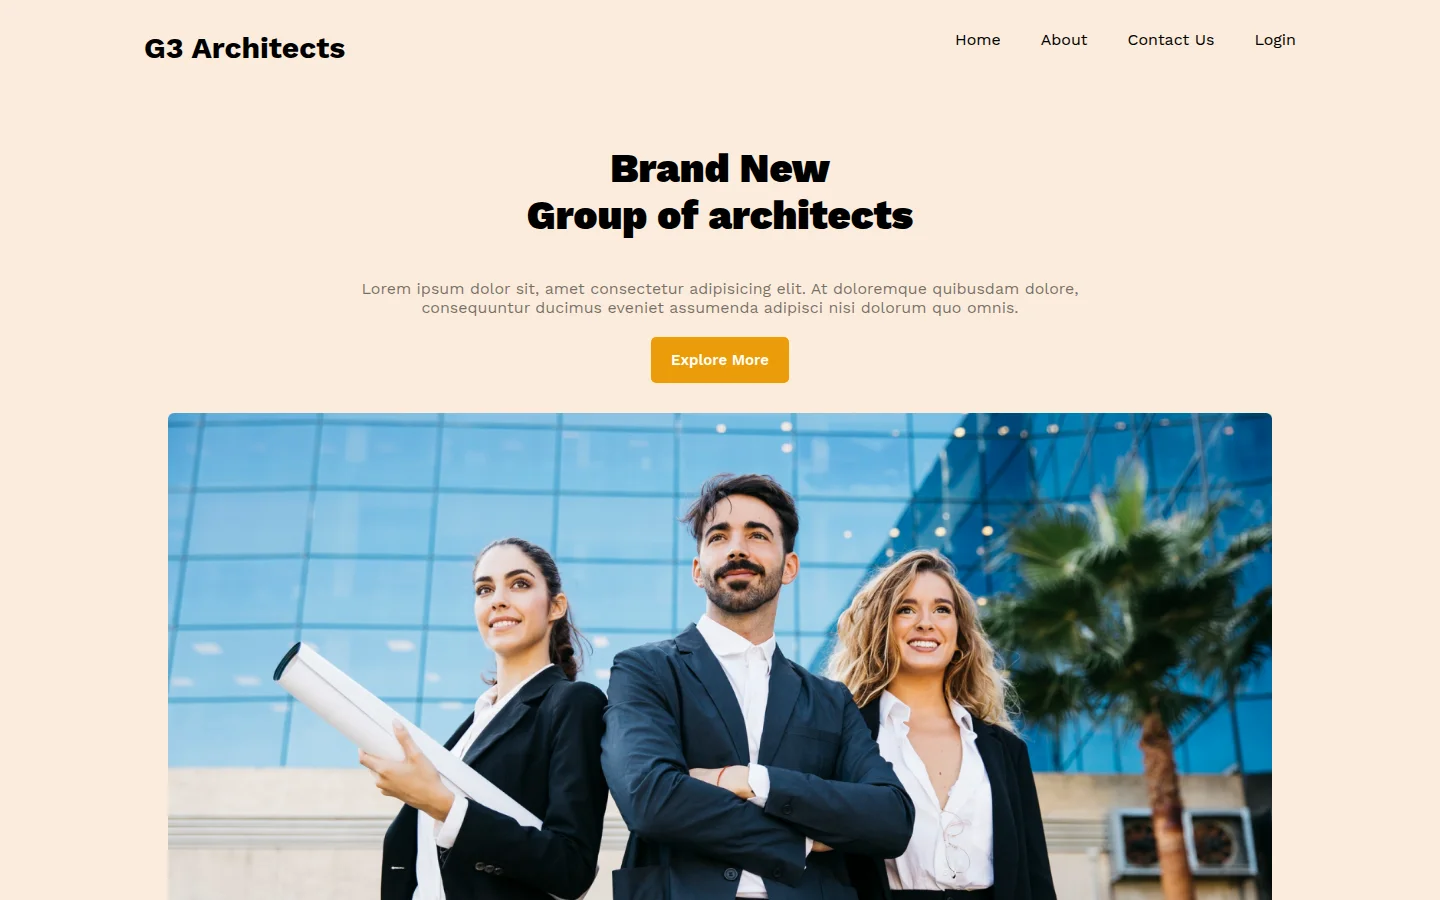 G3 Architects
Home
About
Contact Us
Login
Brand New
Group of architects
Lorem ipsum dolor sit, amet consectetur adipisicing elit. At doloremque quibusdam dolore,
consequuntur ducimus eveniet assumenda adipisci nisi dolorum quo omnis.
Explore More